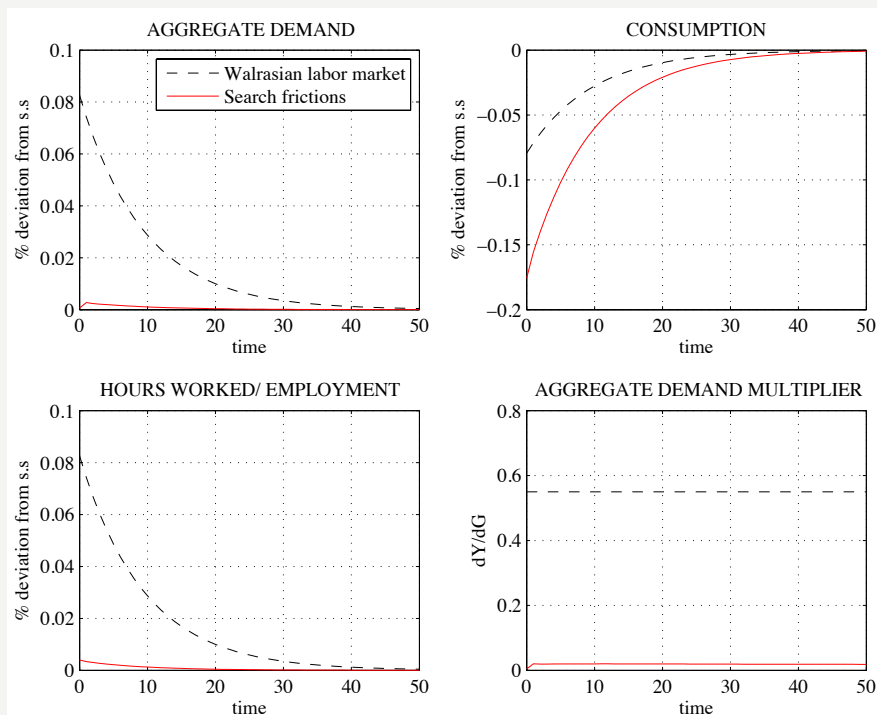 AGGREGATE DEMAND
% deviation from s.s
0.1
0.08
0.06
0.04
0.02
0
0 10 20 30 40 50
time
Walrasian labor market
Search frictions
CONSUMPTION
% deviation from s.s
0
−0.05
−0.1
−0.15
−0.2
0 10 20 30 40 50
time
HOURS WORKED/ EMPLOYMENT
% deviation from s.s
0.1
0.08
0.06
0.04
0.02
0
0 10 20 30 40 50
time
AGGREGATE DEMAND MULTIPLIER
dY/dG
0.8
0.6
0.4
0.2
0
0 10 20 30 40 50
time